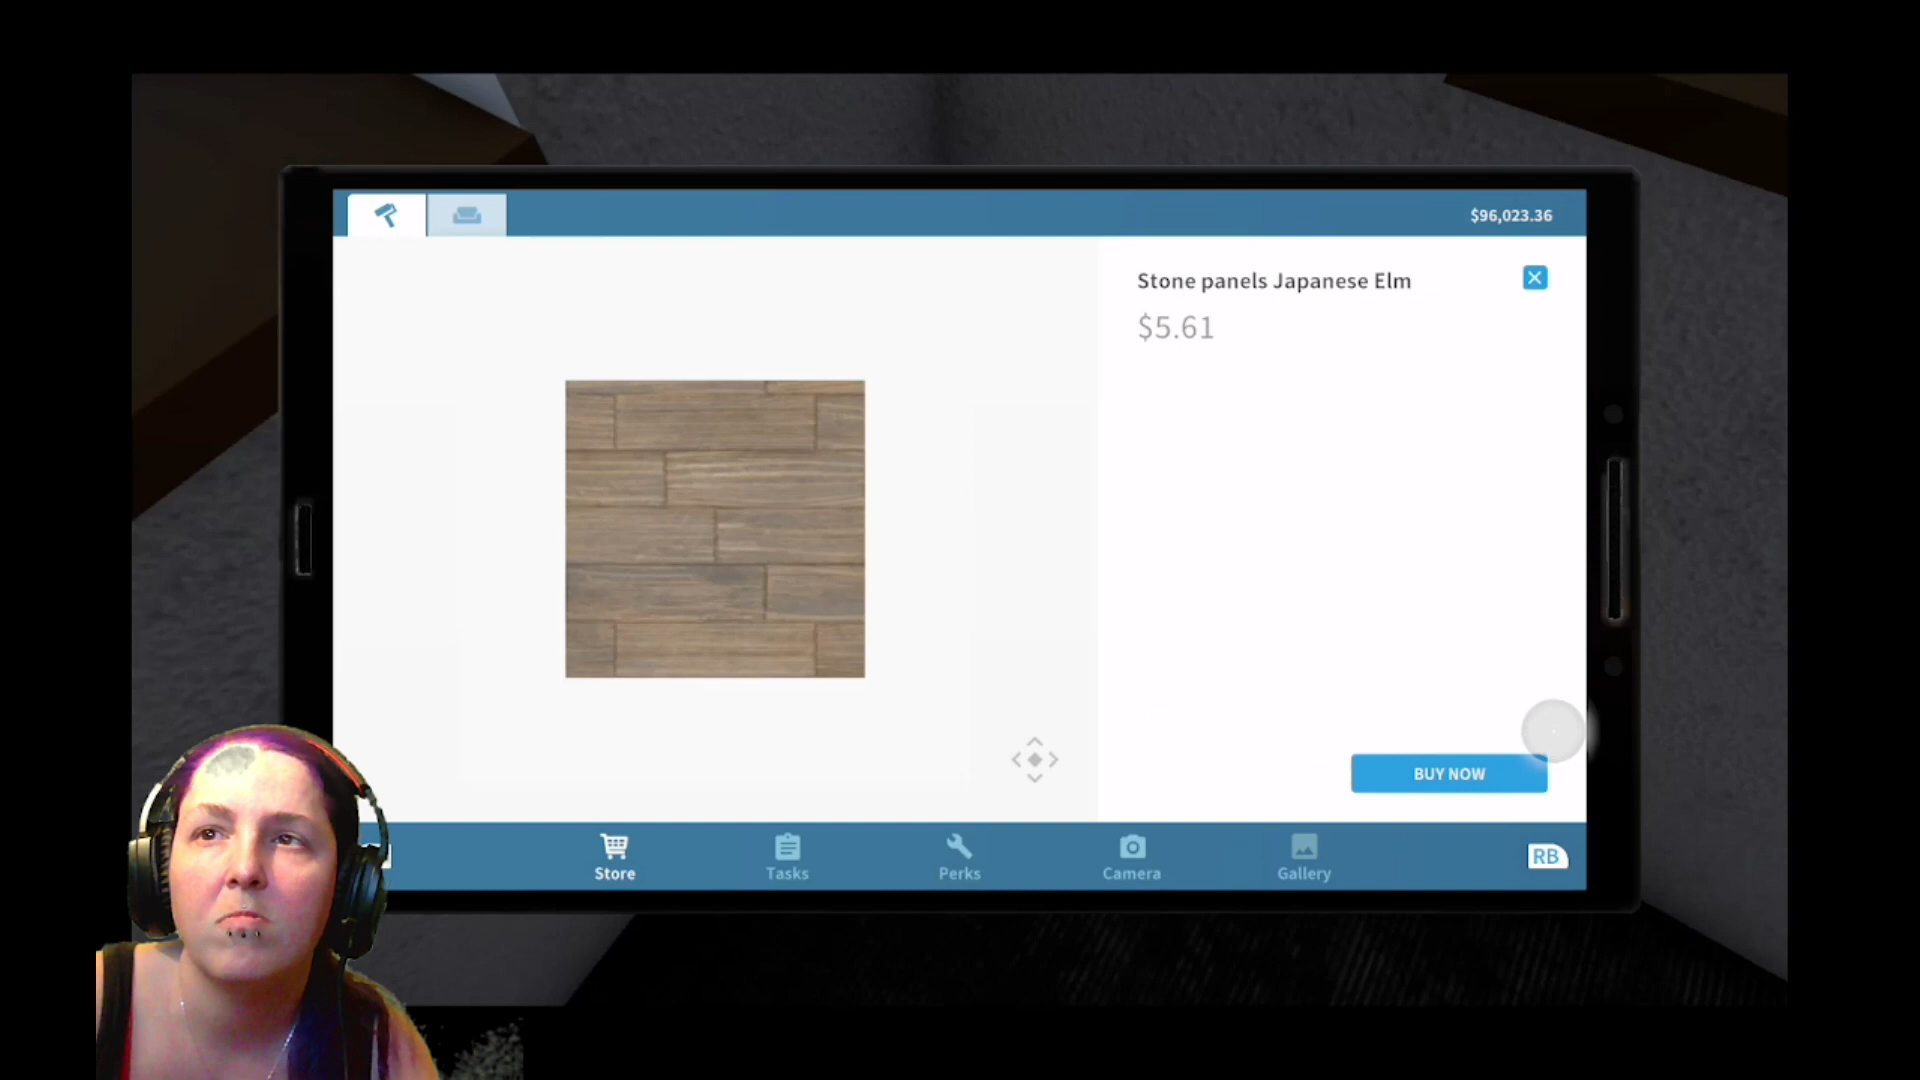 $96,023.36
Stone panels Japanese Elm
$5.61
BUY NOW
Store
Tasks
Perks
Camera
Gallery
RB